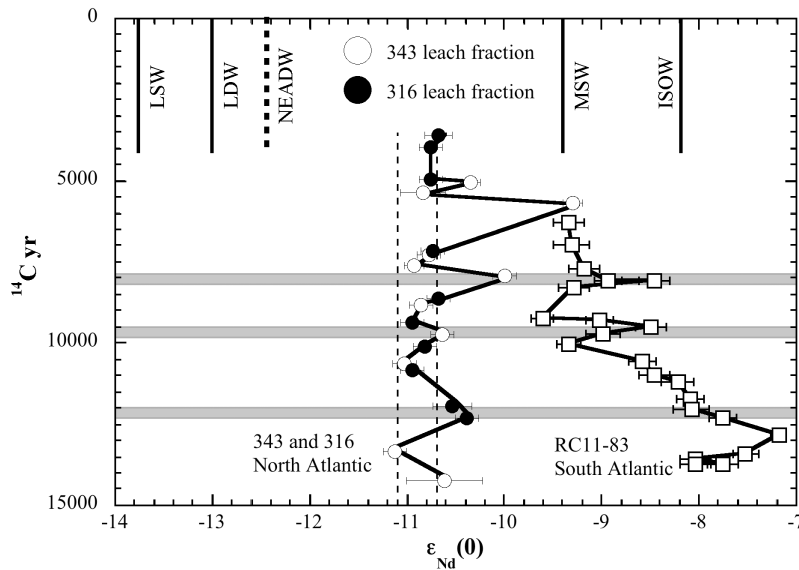 0
5000
10000
15000
¹⁴C yr
LSW
LDW
NEADW
343 leach fraction
316 leach fraction
MSW
ISOW
343 and 316
North Atlantic
RC11-83
South Atlantic
-14 -13 -12 -11 -10 -9 -8 -7
ε Nd (0)